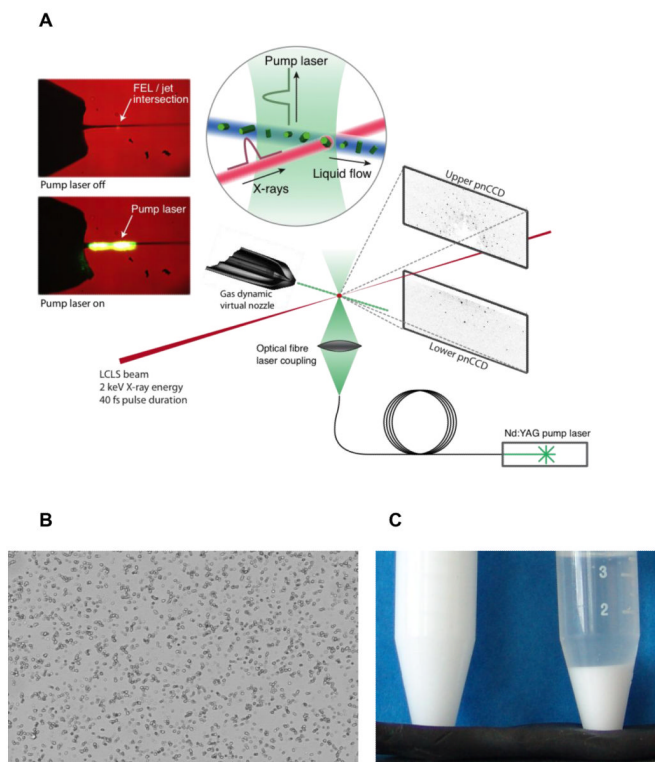 A
FEL / jet
intersection
Pump laser off
Pump laser
Pump laser on
Pump laser
X-rays
Liquid flow
Upper pnCCD
Gas dynamic
virtual nozzle
Lower pnCCD
Optical fibre
laser coupling
LCLS beam
2 keV X-ray energy
40 fs pulse duration
Nd:YAG pump laser
B
C
3
2